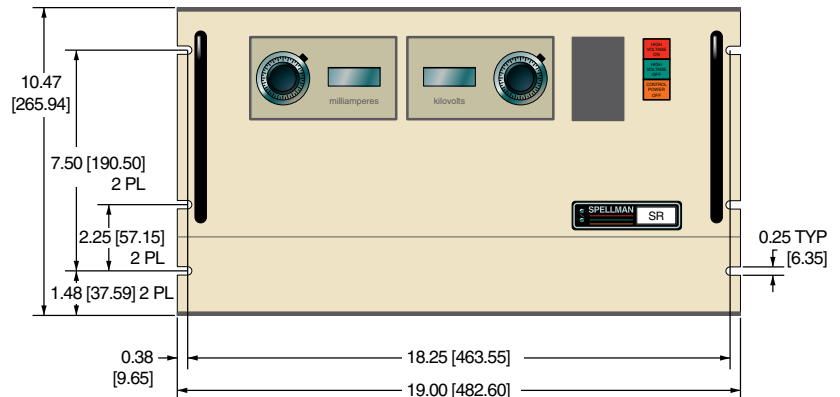 10.47
[265.94]
7.50 [190.50]
2 PL
2.25 [57.15]
2 PL
1.48 [37.59] 2 PL
milliamperes
kilovolts
HIGH
VOLTAGE
ON
HIGH
VOLTAGE
OFF
CONTROL
POWER
OFF
SPELLMAN
SR
0.25 TYP
[6.35]
0.38
[9.65]
18.25 [463.55]
19.00 [482.60]